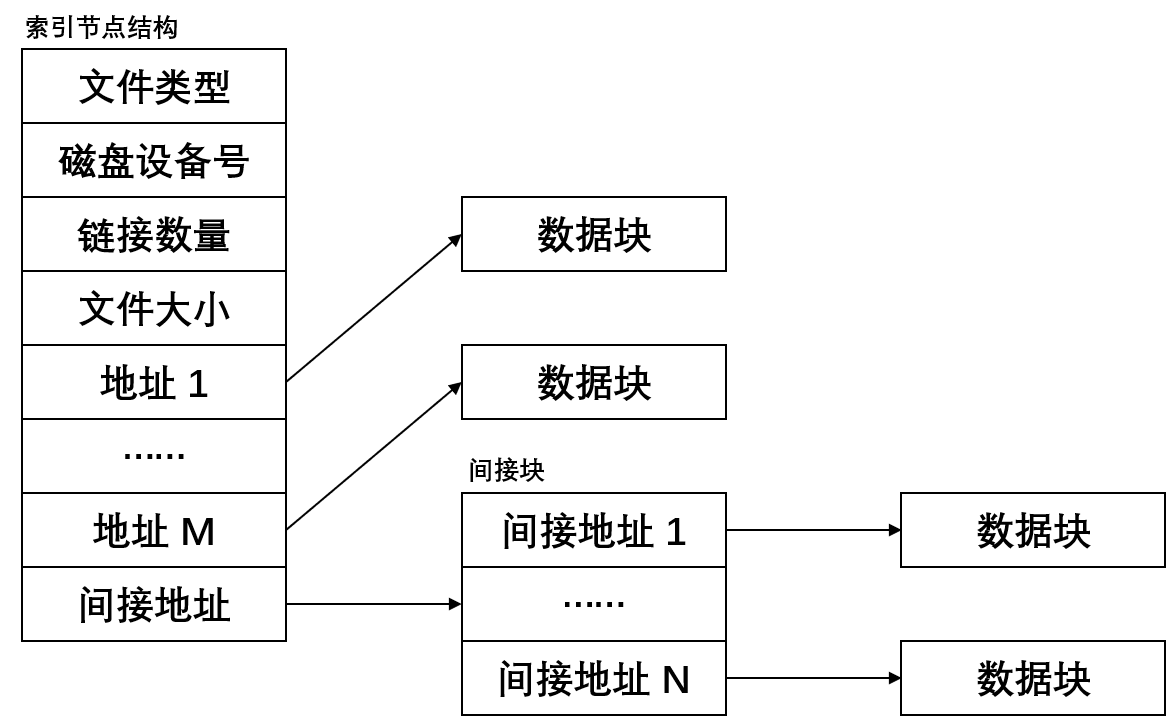 索引节点结构
文件类型
磁盘设备号
链接数量
文件大小
地址 1
……
地址 M
间接地址
数据块
数据块
间接块
间接地址 1
……
间接地址 N
数据块
数据块